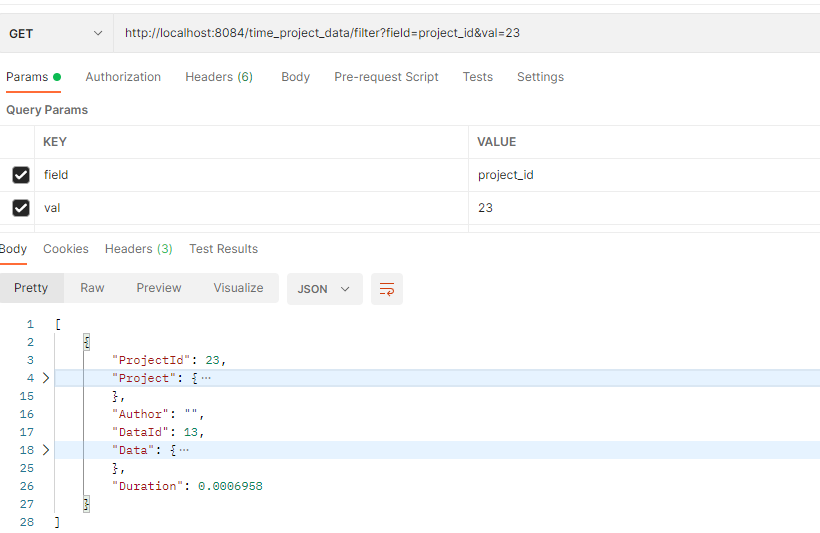 GET http://localhost:8084/time_project_data/filter?field=project_id&val=23
Params Authorization Headers (6) Body Pre-request Script Tests Settings
Query Params
KEY VALUE
field project_id
val 23
Body Cookies Headers (3) Test Results
Pretty Raw Preview Visualize JSON
1 [
2 {
3 "ProjectId": 23,
4 "Project": {···
15 },
16 "Author": "",
17 "DataId": 13,
18 "Data": {···
25 },
26 "Duration": 0.0006958
27 }
28 ]